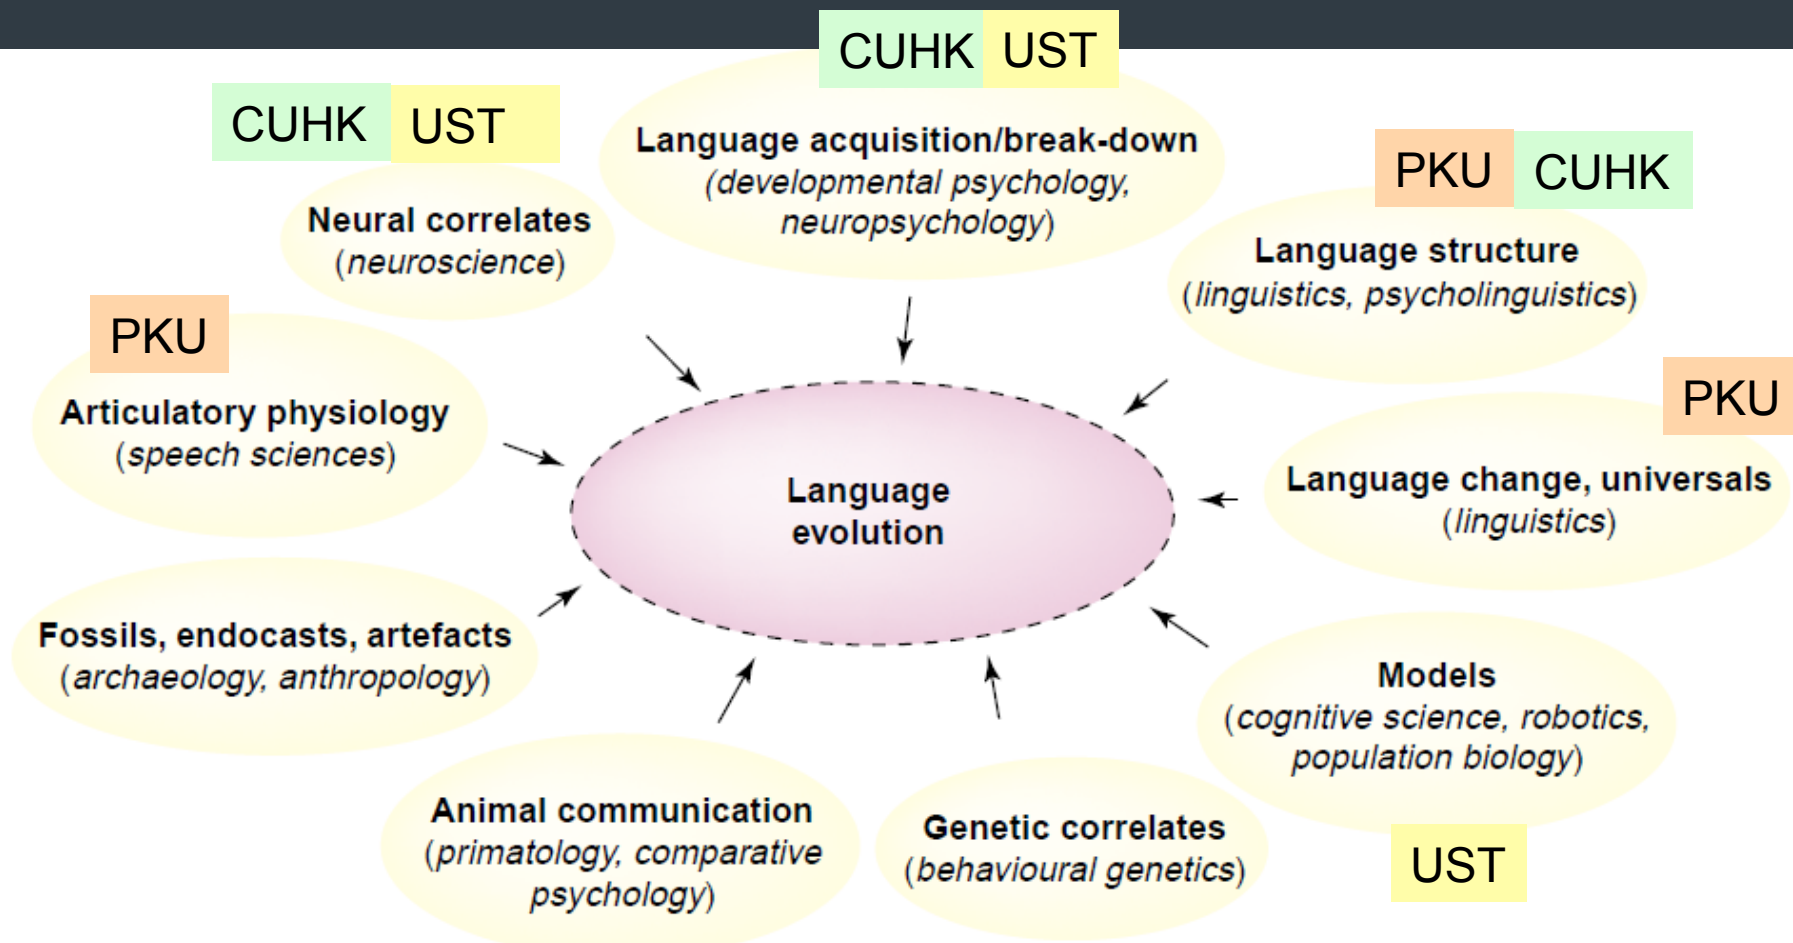 CUHK UST
Language acquisition/break-down
(developmental psychology,
neuropsychology)
CUHK UST
Neural correlates
(neuroscience)
PKU CUHK
Language structure
(linguistics, psycholinguistics)
PKU
Articulatory physiology
(speech sciences)
PKU
Language change, universals
(linguistics)
Language
evolution
Fossils, endocasts, artefacts
(archaeology, anthropology)
Models
(cognitive science, robotics,
population biology)
UST
Animal communication
(primatology, comparative
psychology)
Genetic correlates
(behavioural genetics)